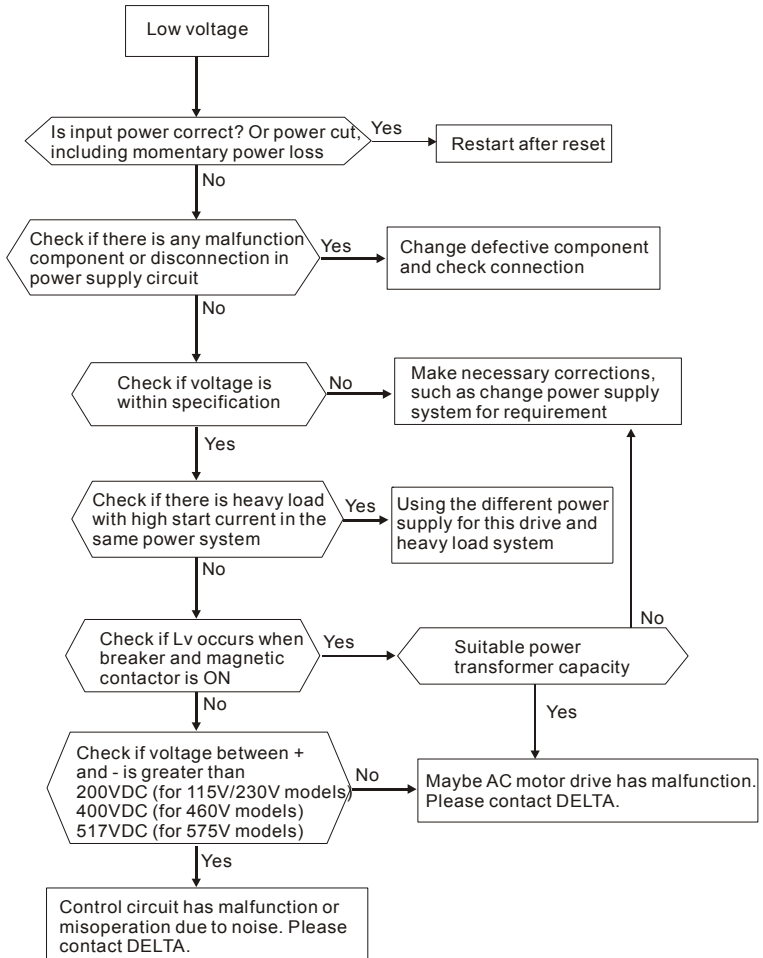 Low voltage
Is input power correct? Or power cut,
including momentary power loss
Yes
Restart after reset
No
Check if there is any malfunction
component or disconnection in
power supply circuit
Yes
Change defective component
and check connection
No
Check if voltage is
within specification
No
Make necessary corrections,
such as change power supply
system for requirement
Yes
Check if there is heavy load
with high start current in the
same power system
Yes
Using the different power
supply for this drive and
heavy load system
No
Check if Lv occurs when
breaker and magnetic
contactor is ON
Yes
Suitable power
transformer capacity
No
Yes
No
Check if voltage between +
and - is greater than
200VDC (for 115V/230V models)
400VDC (for 460V models)
517VDC (for 575V models)
No
Maybe AC motor drive has malfunction.
Please contact DELTA.
Yes
Control circuit has malfunction or
misoperation due to noise. Please
contact DELTA.